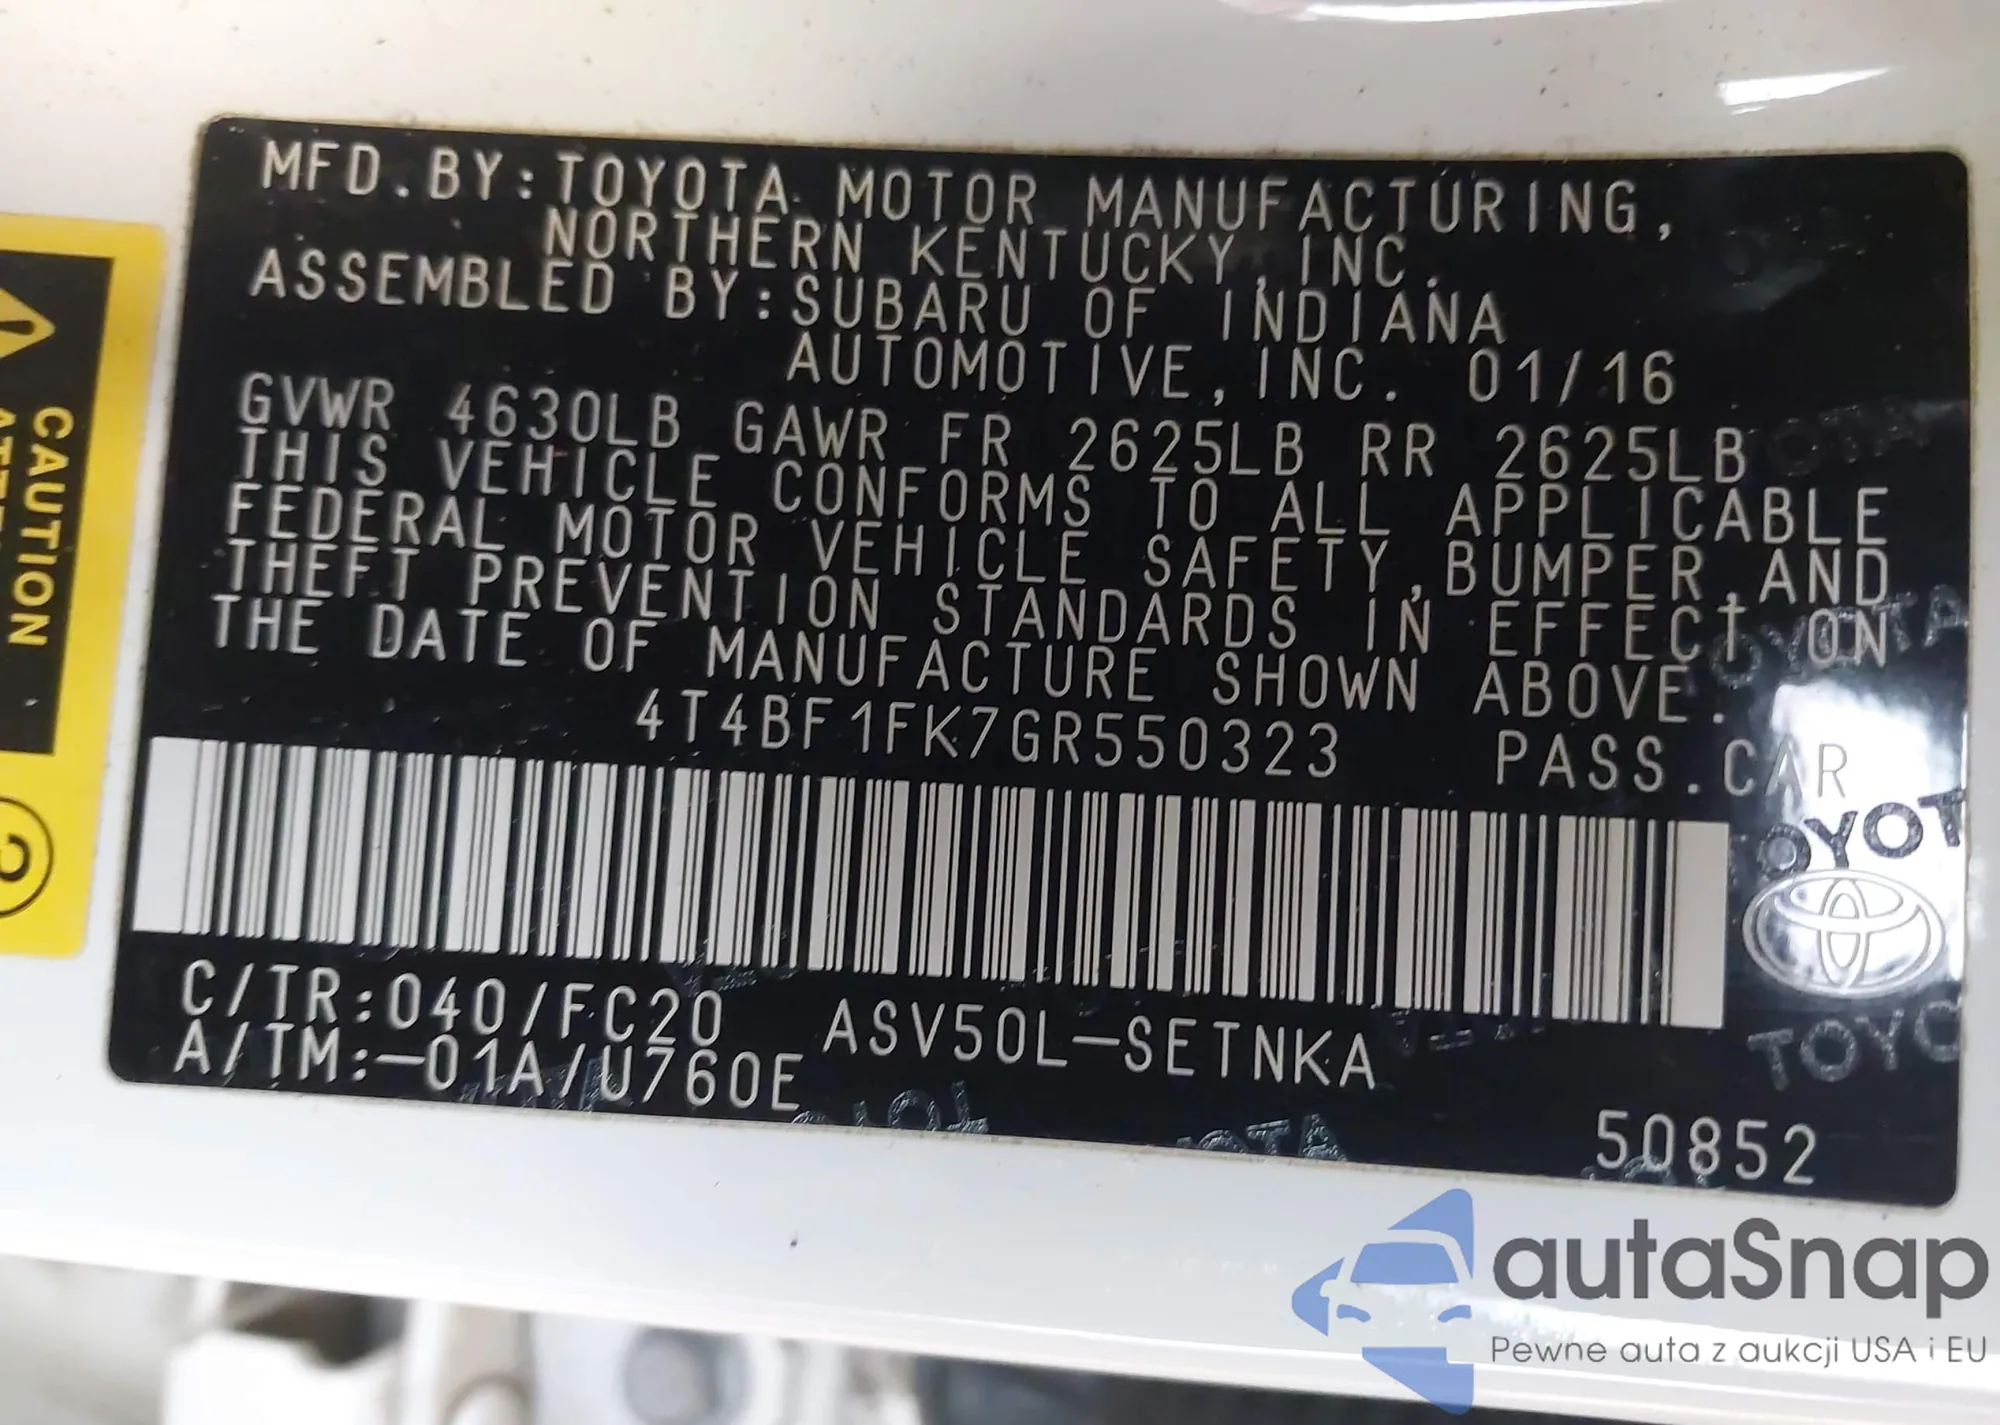 MFD.BY:TOYOTA MOTOR MANUFACTURING,
NORTHERN KENTUCKY,INC.
ASSEMBLED BY:SUBARU OF INDIANA
AUTOMOTIVE,INC. 01/16
GVWR 4630LB GAWR FR 2625LB RR 2625LB
THIS VEHICLE CONFORMS TO ALL APPLICABLE
FEDERAL MOTOR VEHICLE SAFETY,BUMPER,AND
THEFT PREVENTION STANDARDS IN EFFECT ON
THE DATE OF MANUFACTURE SHOWN ABOVE.
4T4BF1FK7GR550323 PASS.CAR
C/TR:040/FC20 ASV50L-SETNKA
A/TM:-01A/U760E
50852
CAUTION
2
TOYOTA
autaSnap
Pewne auta z aukcji USA i EU